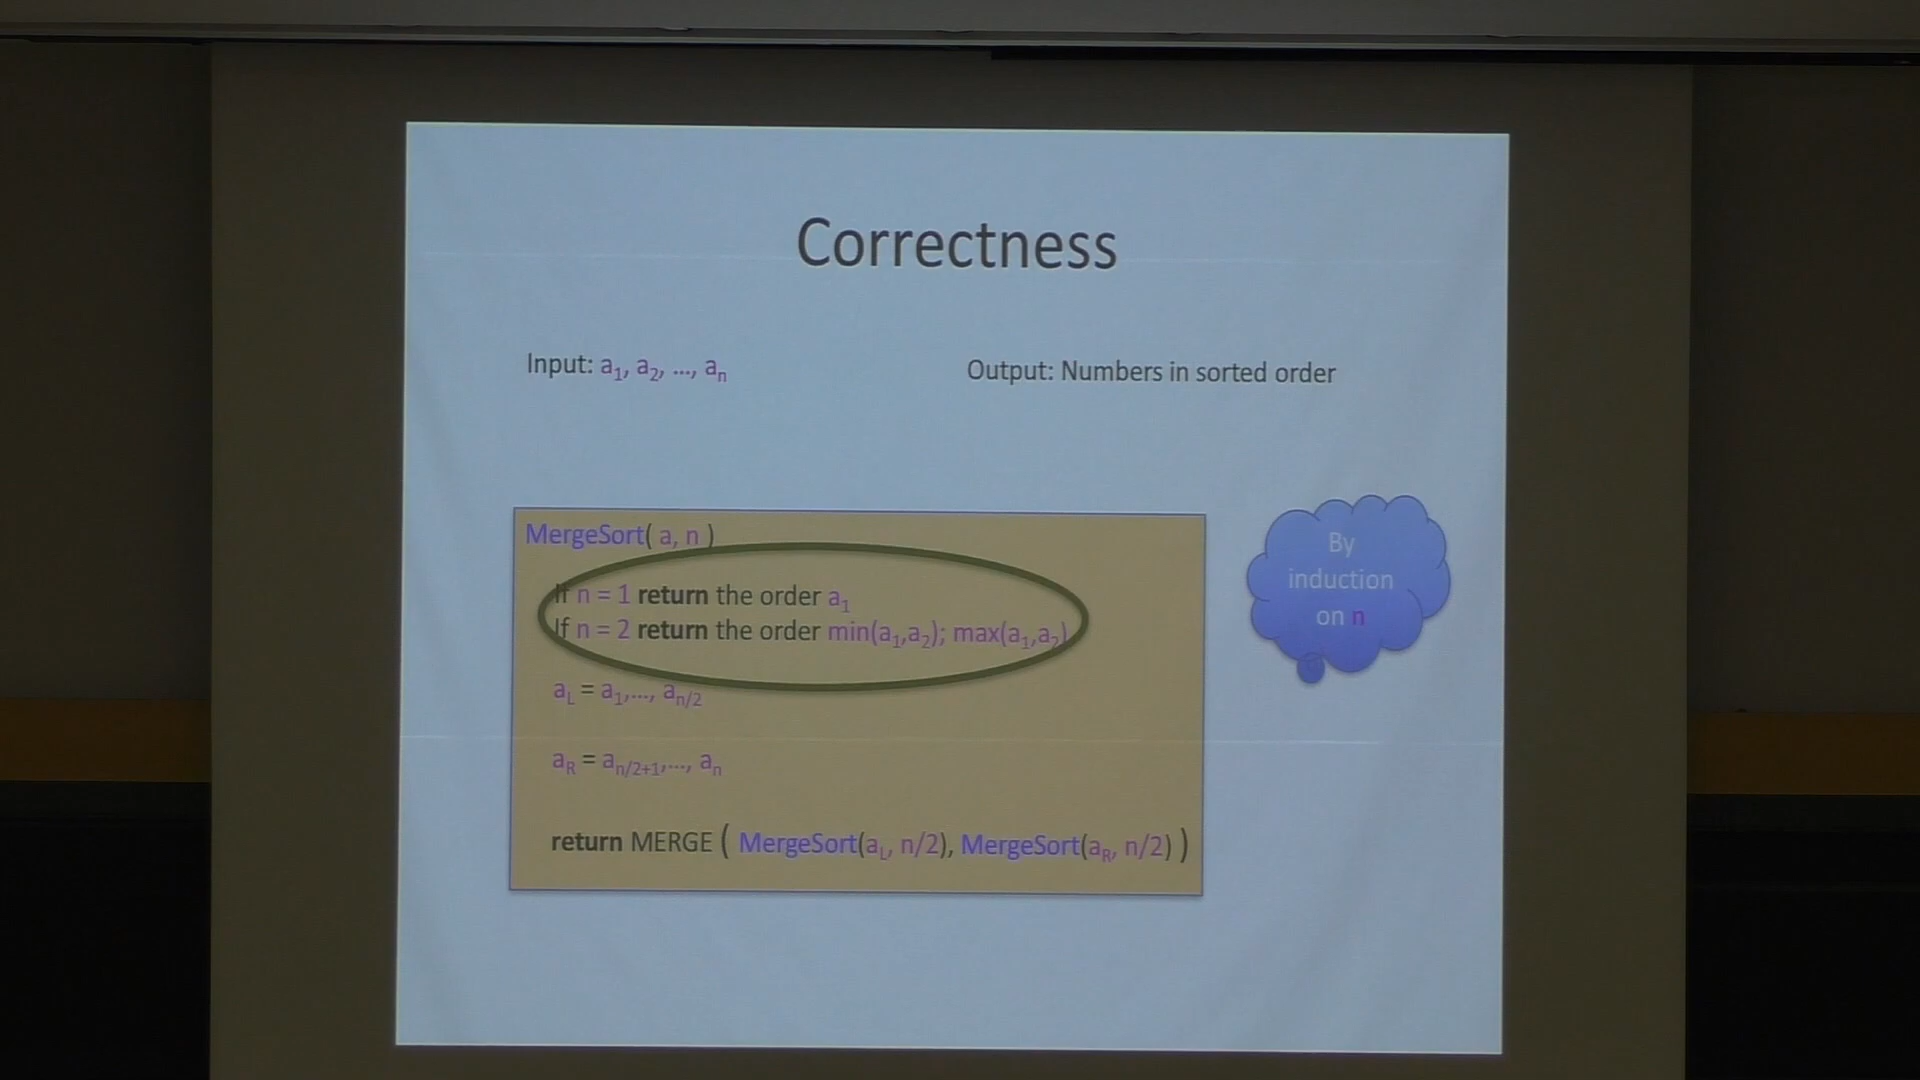 Correctness
Input: a₁, a₂, ..., aₙ
Output: Numbers in sorted order
MergeSort( a, n )
If n = 1 return the order a₁
If n = 2 return the order min(a₁,a₂); max(a₁,a₂)
a_L = a₁,..., a_n/2
a_R = a_n/2+1,..., a_n
return MERGE ( MergeSort(a_L, n/2), MergeSort(a_R, n/2) )
By
induction
on n